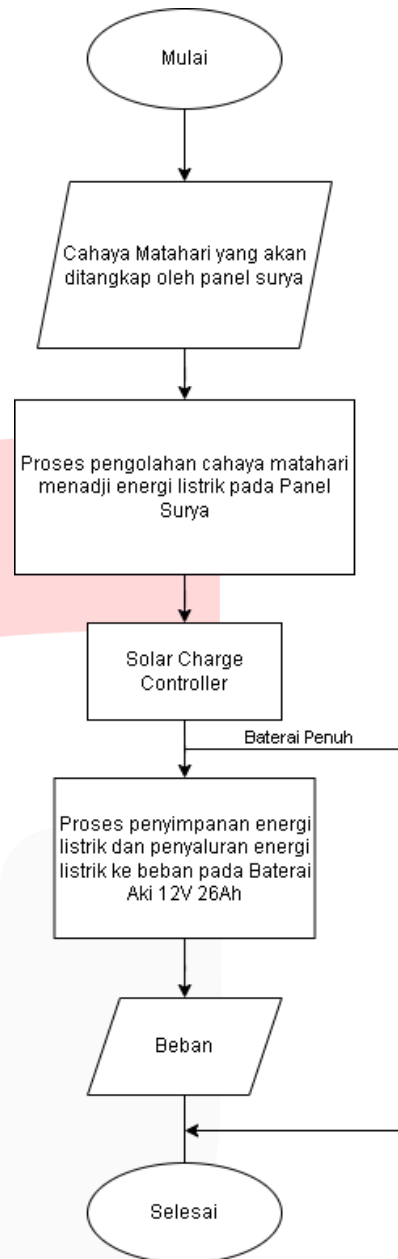 Mulai
Cahaya Matahari yang akan
ditangkap oleh panel surya
Proses pengolahan cahaya matahari
menadji energi listrik pada Panel
Surya
Solar Charge
Controller
Baterai Penuh
Proses penyimpanan energi
listrik dan penyaluran energi
listrik ke beban pada Baterai
Aki 12V 26Ah
Beban
Selesai